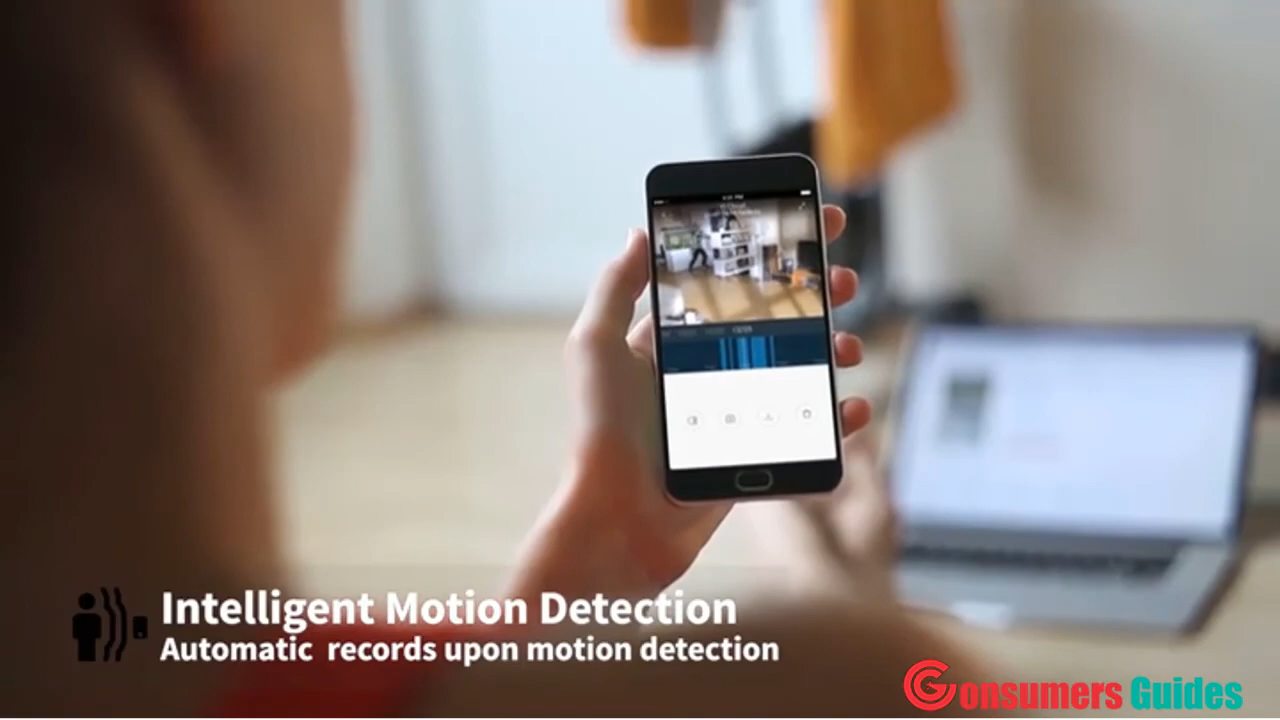 Intelligent Motion Detection
Automatic records upon motion detection
Consumers Guides